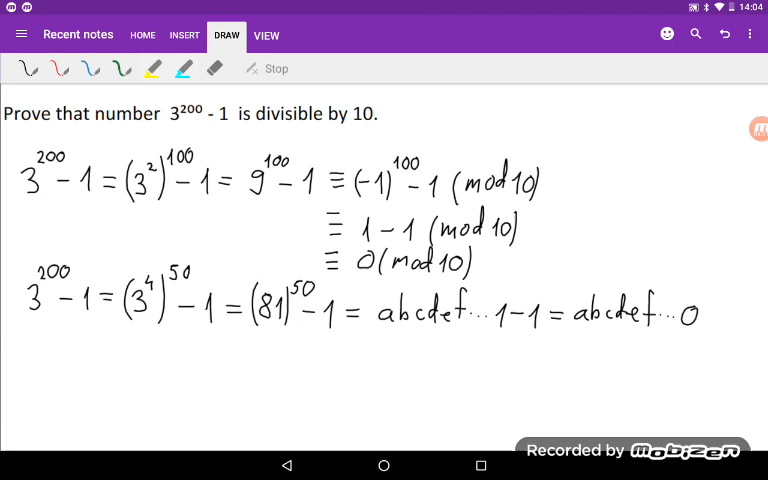 14:04
Recent notes HOME INSERT DRAW VIEW
Stop
Prove that number 3²⁰⁰ - 1 is divisible by 10.
3²⁰⁰ - 1 = (3²)¹⁰⁰ - 1 = 9¹⁰⁰ - 1 ≡ (-1)¹⁰⁰ - 1 (mod 10)
≡ 1 - 1 (mod 10)
≡ 0 (mod 10)
3²⁰⁰ - 1 = (3⁴)⁵⁰ - 1 = (81)⁵⁰ - 1 = abcdef...1-1 = abcdef...0
Recorded by mobizen